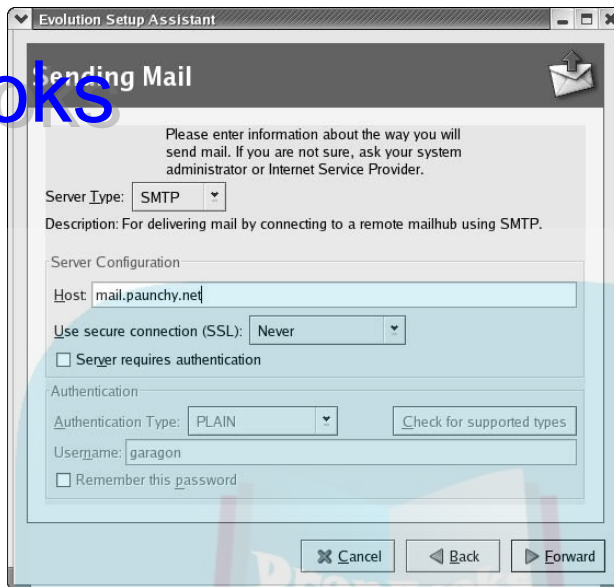 Evolution Setup Assistant
Sending Mail
oks
Please enter information about the way you will
send mail. If you are not sure, ask your system
administrator or Internet Service Provider.
Server Type: SMTP
Description: For delivering mail by connecting to a remote mailhub using SMTP.
Server Configuration
Host: mail.paunchy.net
Use secure connection (SSL): Never
Server requires authentication
Authentication
Authentication Type: PLAIN Check for supported types
Username: garagon
Remember this password
Cancel Back Forward